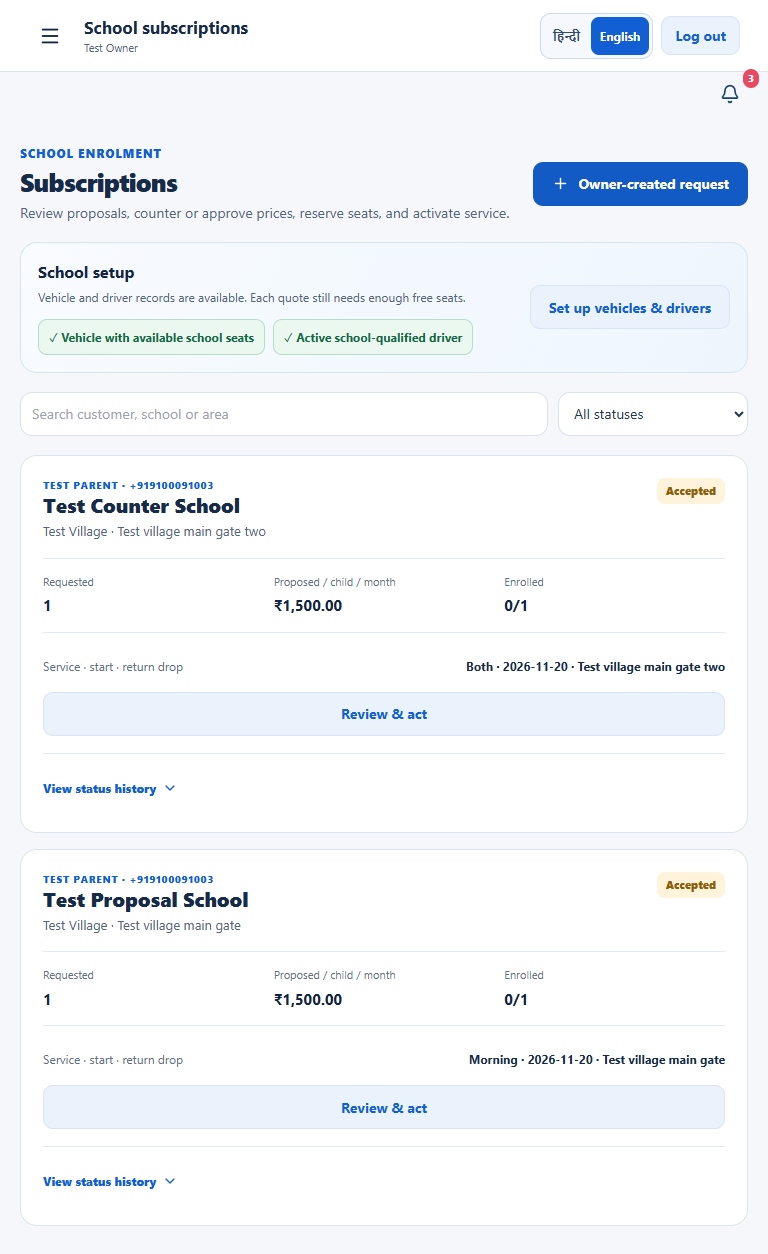 School subscriptions
Test Owner
हिन्दी
English
Log out
3
SCHOOL ENROLMENT
Subscriptions
Review proposals, counter or approve prices, reserve seats, and activate service.
+ Owner-created request
School setup
Vehicle and driver records are available. Each quote still needs enough free seats.
✓ Vehicle with available school seats
✓ Active school-qualified driver
Set up vehicles & drivers
Search customer, school or area
All statuses
TEST PARENT · +919100091003
Accepted
Test Counter School
Test Village · Test village main gate two
Requested
Proposed / child / month
Enrolled
1
₹1,500.00
0/1
Service · start · return drop
Both · 2026-11-20 · Test village main gate two
Review & act
View status history
TEST PARENT · +919100091003
Accepted
Test Proposal School
Test Village · Test village main gate
Requested
Proposed / child / month
Enrolled
1
₹1,500.00
0/1
Service · start · return drop
Morning · 2026-11-20 · Test village main gate
Review & act
View status history